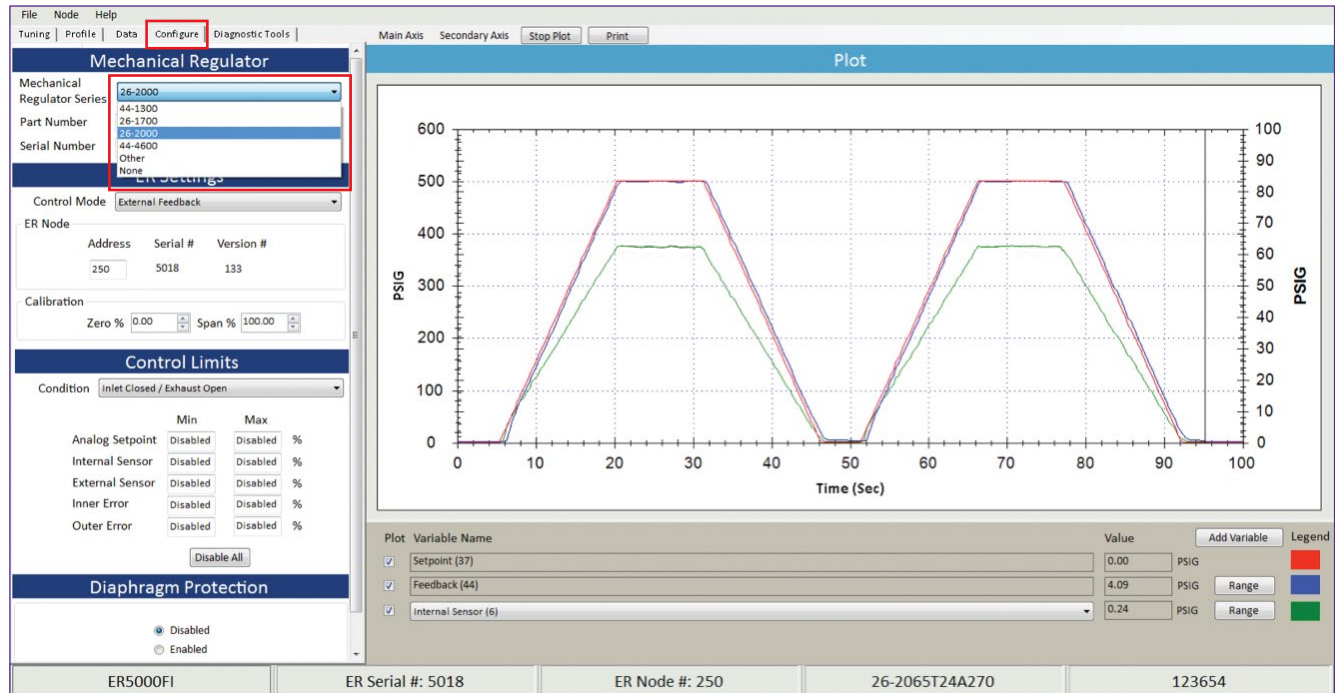 File Node Help
Tuning | Profile | Data Configure | Diagnostic Tools |
Main Axis Secondary Axis Stop Plot Print
Mechanical Regulator
Mechanical Regulator Series
26-2000
44-1300
26-1700
26-2000
44-4600
Other
None
Part Number
Serial Number
ER Settings
Control Mode External Feedback
ER Node
Address Serial # Version #
250 5018 133
Calibration
Zero % 0.00 Span % 100.00
Control Limits
Condition Inlet Closed / Exhaust Open
Min Max
Analog Setpoint Disabled Disabled %
Internal Sensor Disabled Disabled %
External Sensor Disabled Disabled %
Inner Error Disabled Disabled %
Outer Error Disabled Disabled %
Disable All
Diaphragm Protection
Disabled
Enabled
Plot
600
500
400
300
200
100
0
PSIG
100
90
80
70
60
50
40
30
20
10
0
PSIG
0 10 20 30 40 50 60 70 80 90 100
Time (Sec)
Plot Variable Name Value Add Variable Legend
Setpoint (37) 0.00 PSIG
Feedback (44) 4.09 PSIG Range
Internal Sensor (6) 0.24 PSIG Range
ER5000FI ER Serial #: 5018 ER Node #: 250 26-2065T24A270 123654